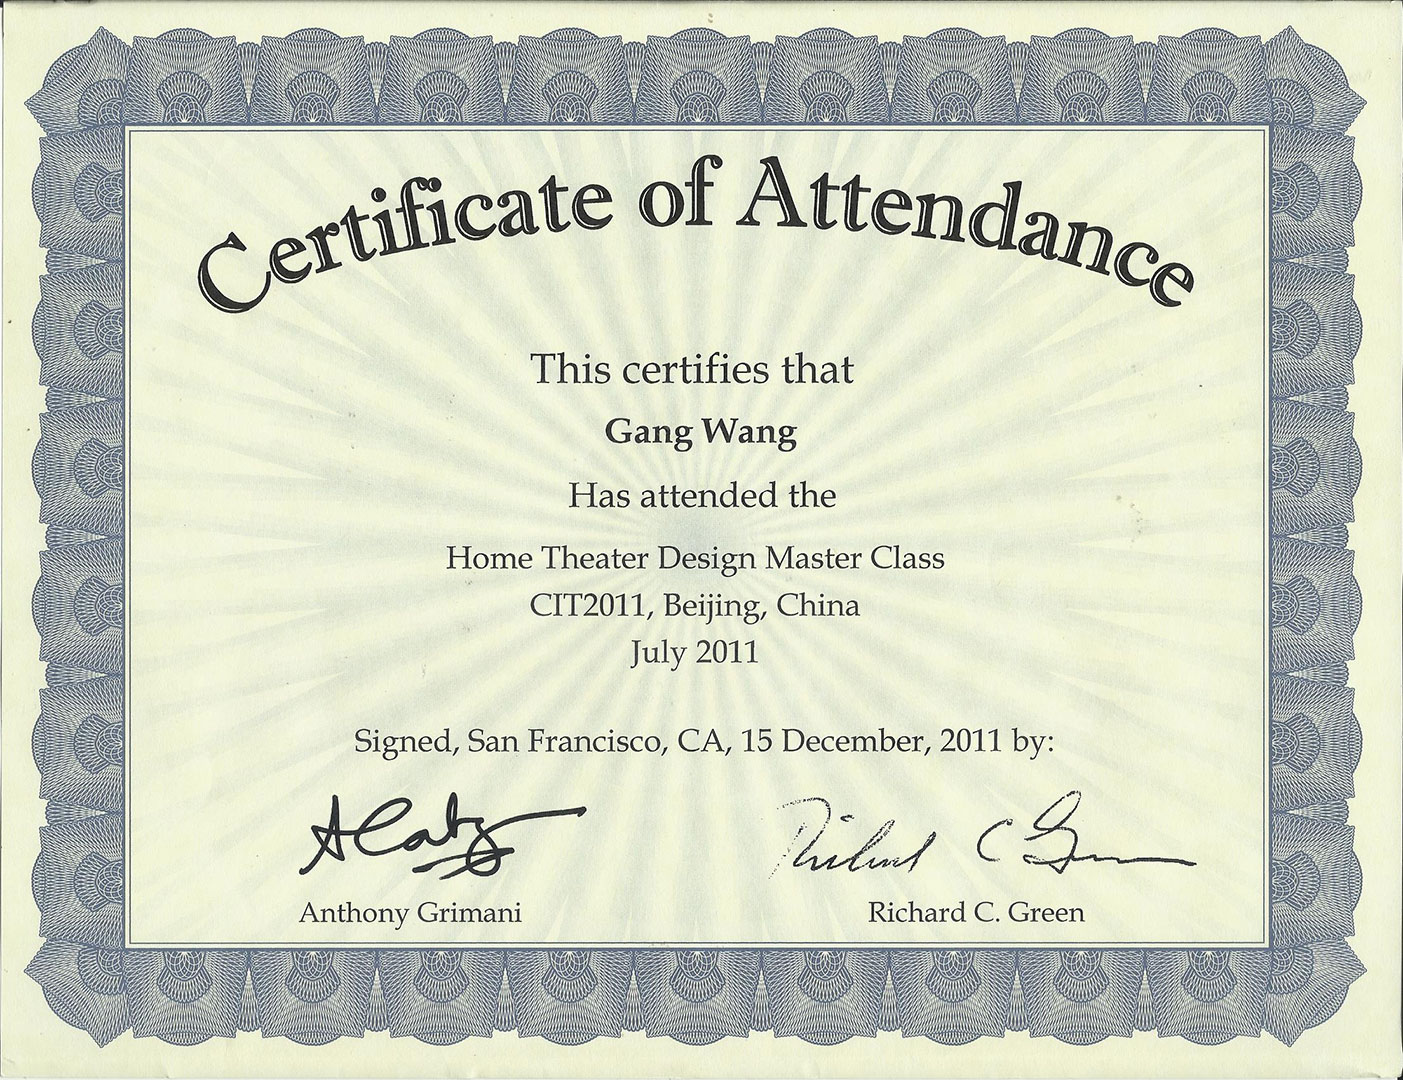 Certificate of Attendance
This certifies that
Gang Wang
Has attended the
Home Theater Design Master Class
CIT2011, Beijing, China
July 2011
Signed, San Francisco, CA, 15 December, 2011 by:
Richard C. Green
Anthony Grimani
Richard C. Green